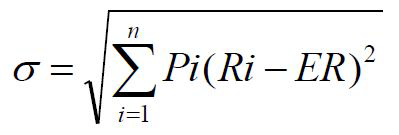 σ = √∑_{i=1}^{n} Pi(Ri − ER)²